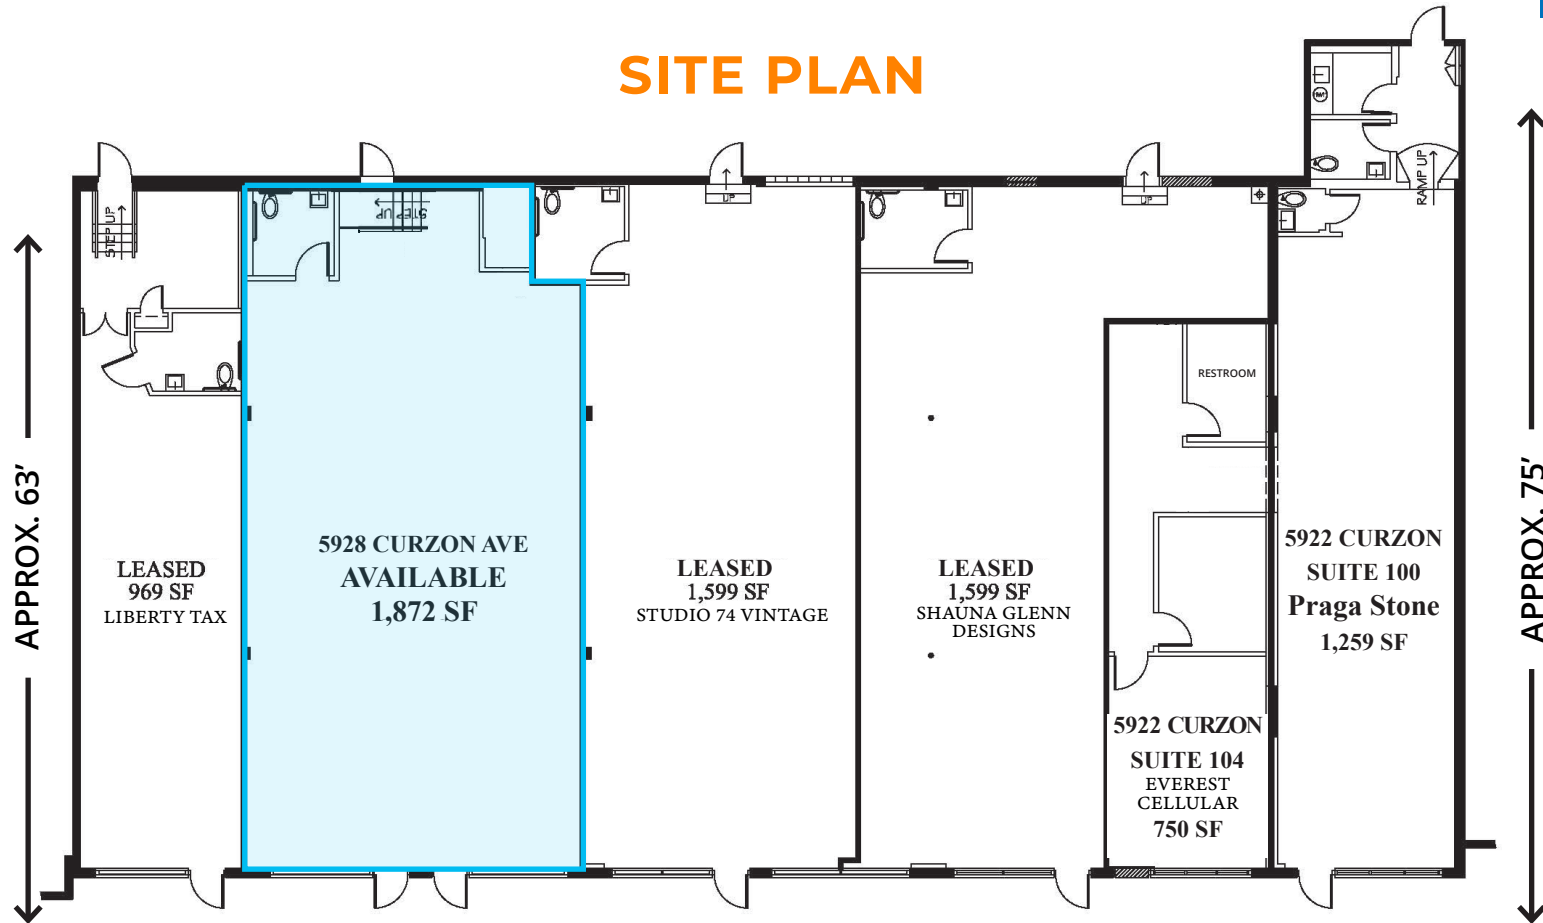 SITE PLAN
APPROX. 63'
STEP UP
STEP UP
UP
UP
RAMP UP
RESTROOM
LEASED
969 SF
LIBERTY TAX
5928 CURZON AVE
AVAILABLE
1,872 SF
LEASED
1,599 SF
STUDIO 74 VINTAGE
LEASED
1,599 SF
SHAUNA GLENN
DESIGNS
5922 CURZON
SUITE 104
EVEREST
CELLULAR
750 SF
5922 CURZON
SUITE 100
Praga Stone
1,259 SF
APPROX. 75'